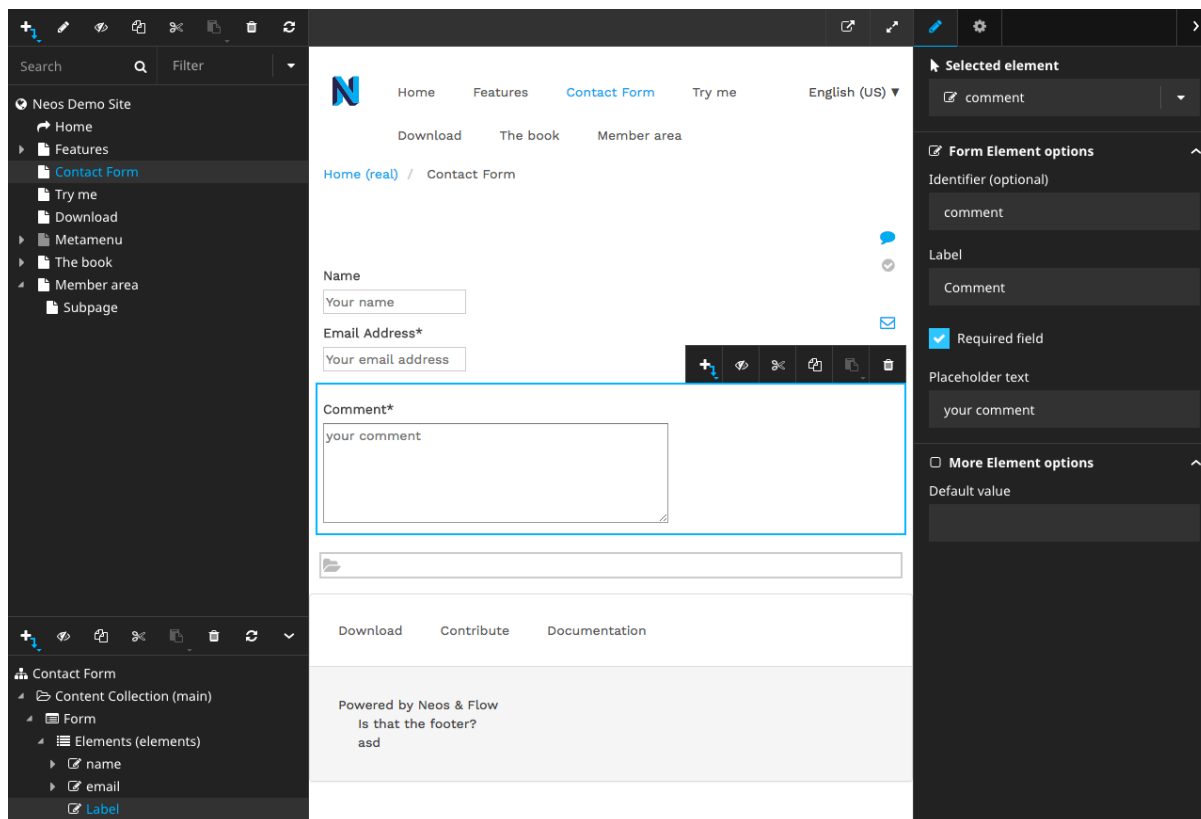 Search
Filter
Neos Demo Site
Home
Features
Contact Form
Try me
Download
Metamenu
The book
Member area
Subpage
Contact Form
Content Collection (main)
Form
Elements (elements)
name
email
Label
Home Features Contact Form Try me English (US) ▼
Download The book Member area
Home (real) / Contact Form
Name
Your name
Email Address*
Your email address
Comment*
your comment
Download Contribute Documentation
Powered by Neos & Flow
Is that the footer?
asd
Selected element
comment
Form Element options
Identifier (optional)
comment
Label
Comment
Required field
Placeholder text
your comment
More Element options
Default value